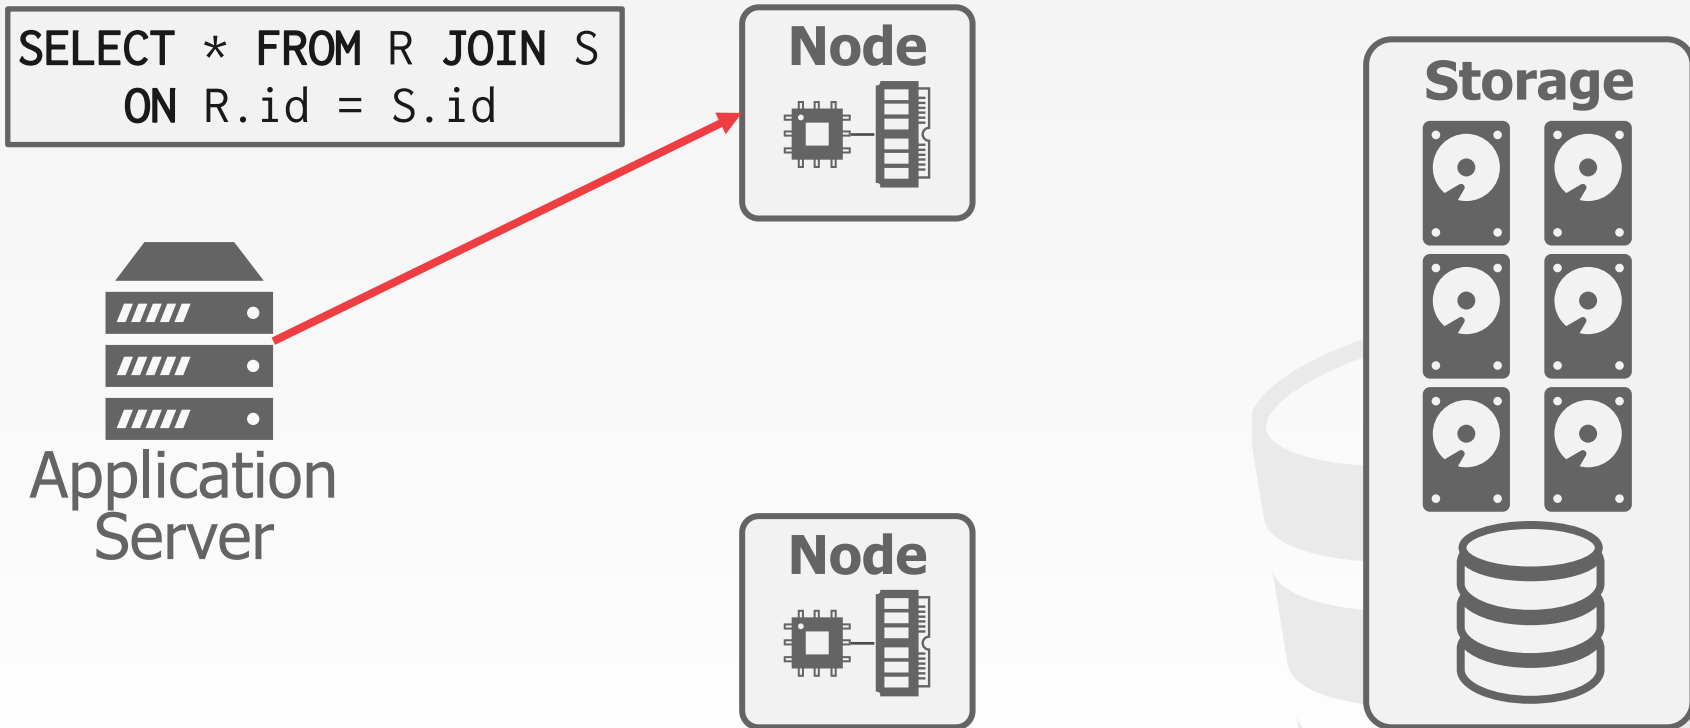 SELECT * FROM R JOIN S
ON R.id = S.id
Node
Storage
Application
Server
Node